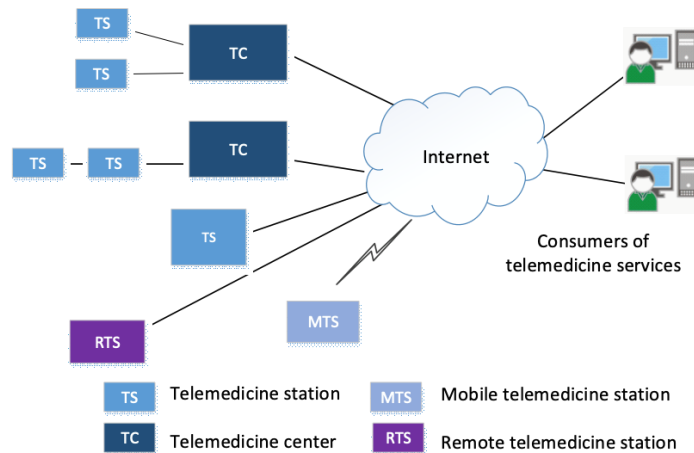 TS
TC
TS
TC
TS
TS
Internet
TS
Consumers of
telemedicine services
MTS
RTS
TS Telemedicine station
MTS Mobile telemedicine station
TC Telemedicine center
RTS Remote telemedicine station